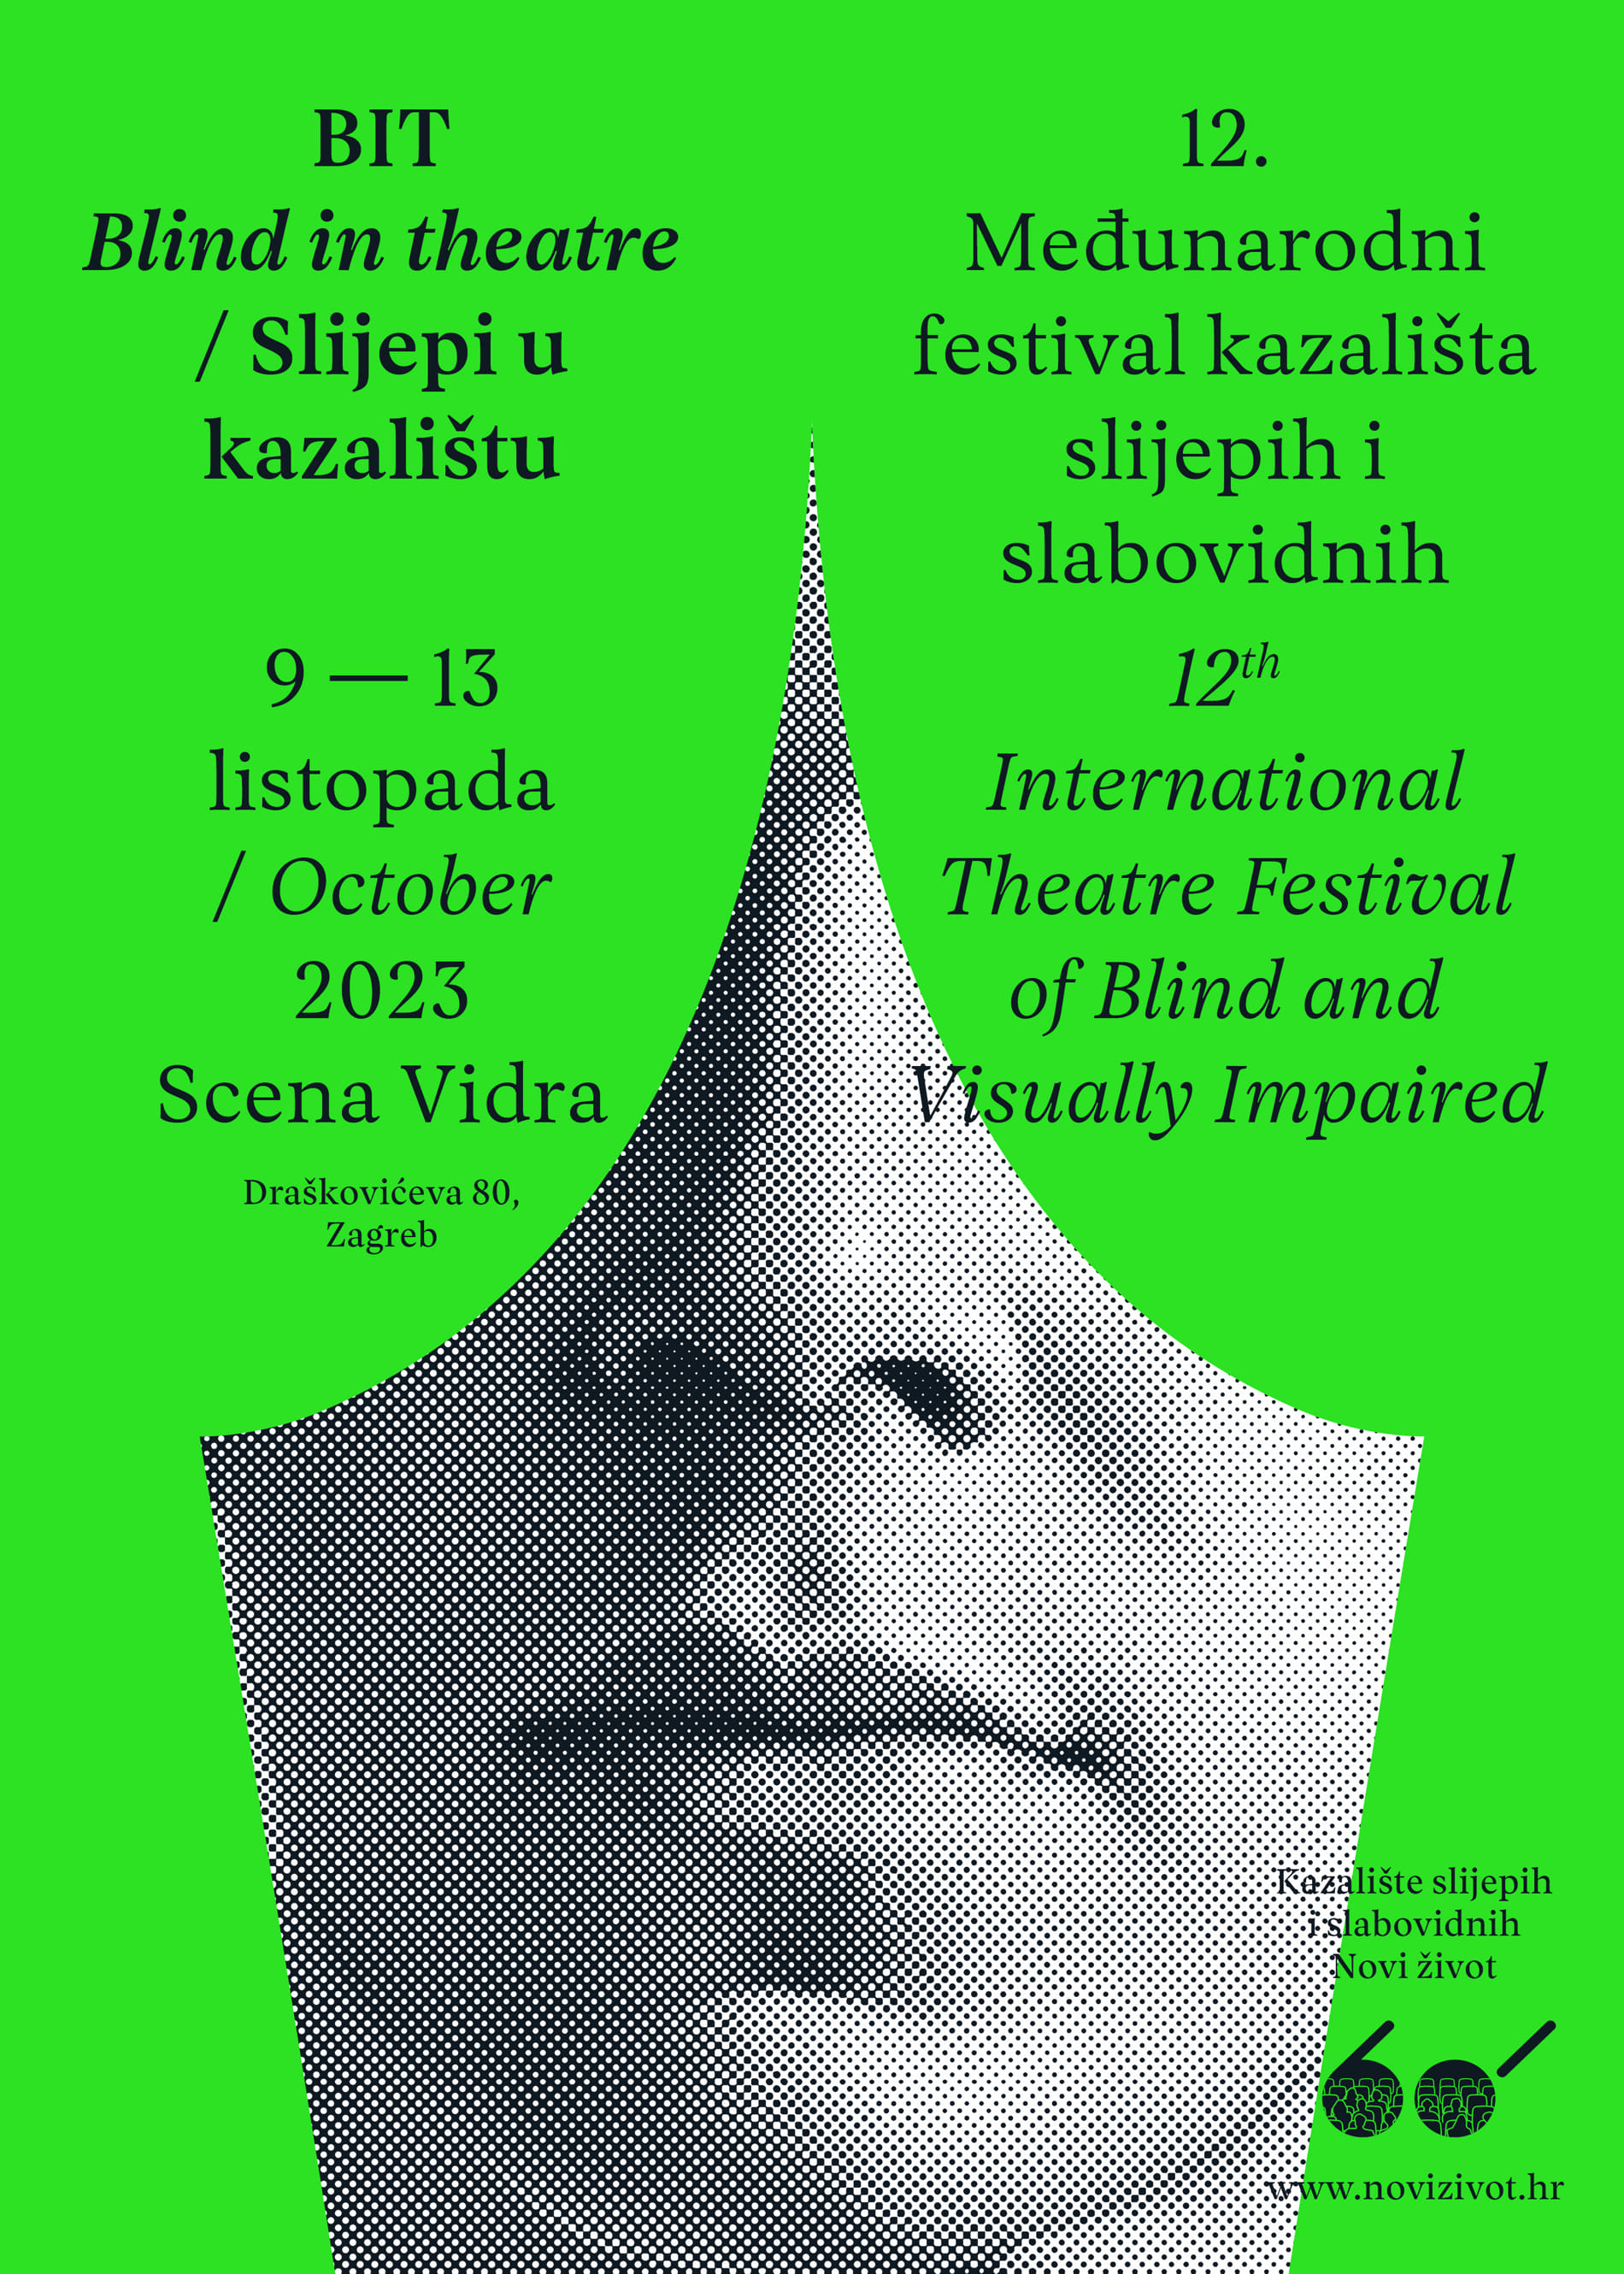 BIT
Blind in theatre
/ Slijepi u
kazalištu
9 — 13
listopada
/ October
2023
Scena Vidra
Draškovićeva 80,
Zagreb
12.
Međunarodni
festival kazališta
slijepih i
slabovidnih
12th
International
Theatre Festival
of Blind and
Visually Impaired
Kazalište slijepih
i slabovidnih
Novi život
www.novizivot.hr